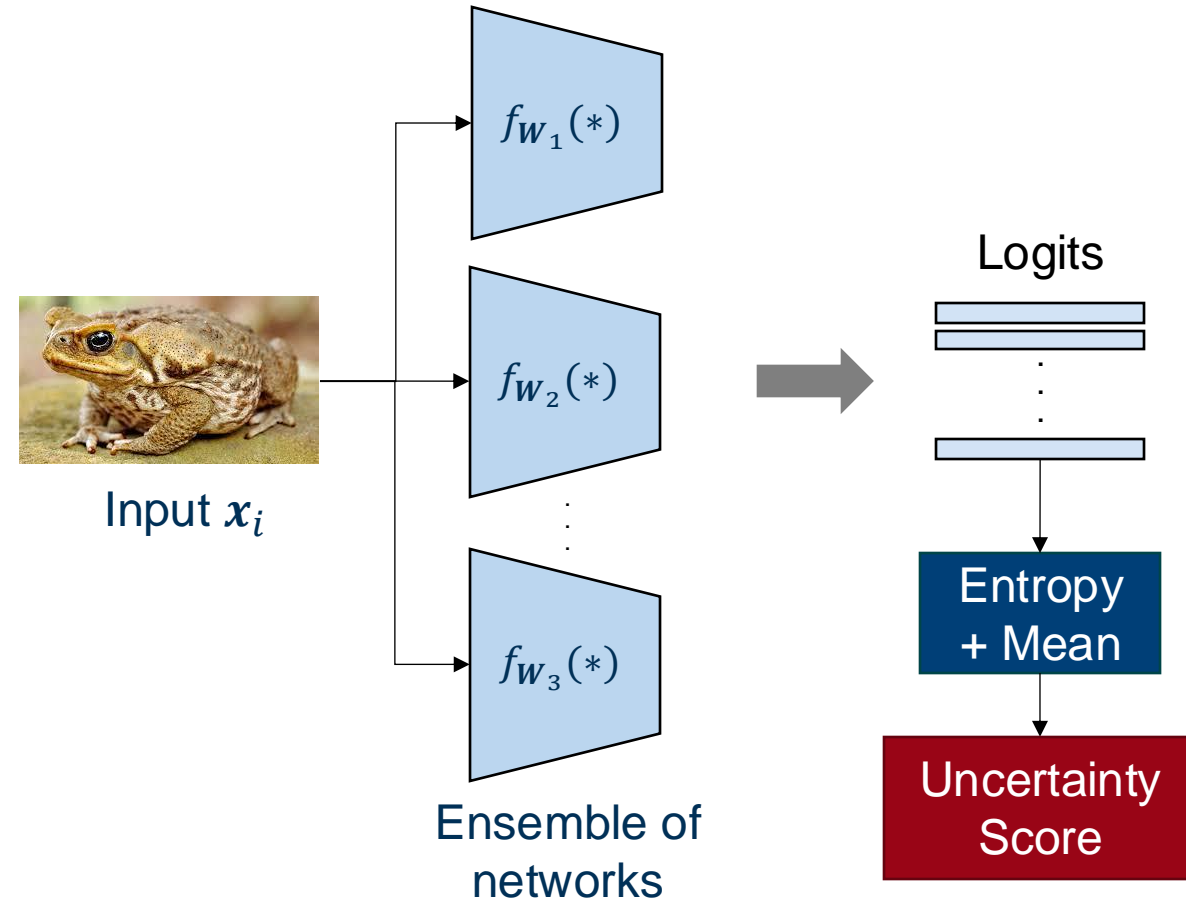 f_{W_1}(∗)
Logits
f_{W_2}(∗)
Input x_i
f_{W_3}(∗)
Entropy
+ Mean
Ensemble of
networks
Uncertainty
Score